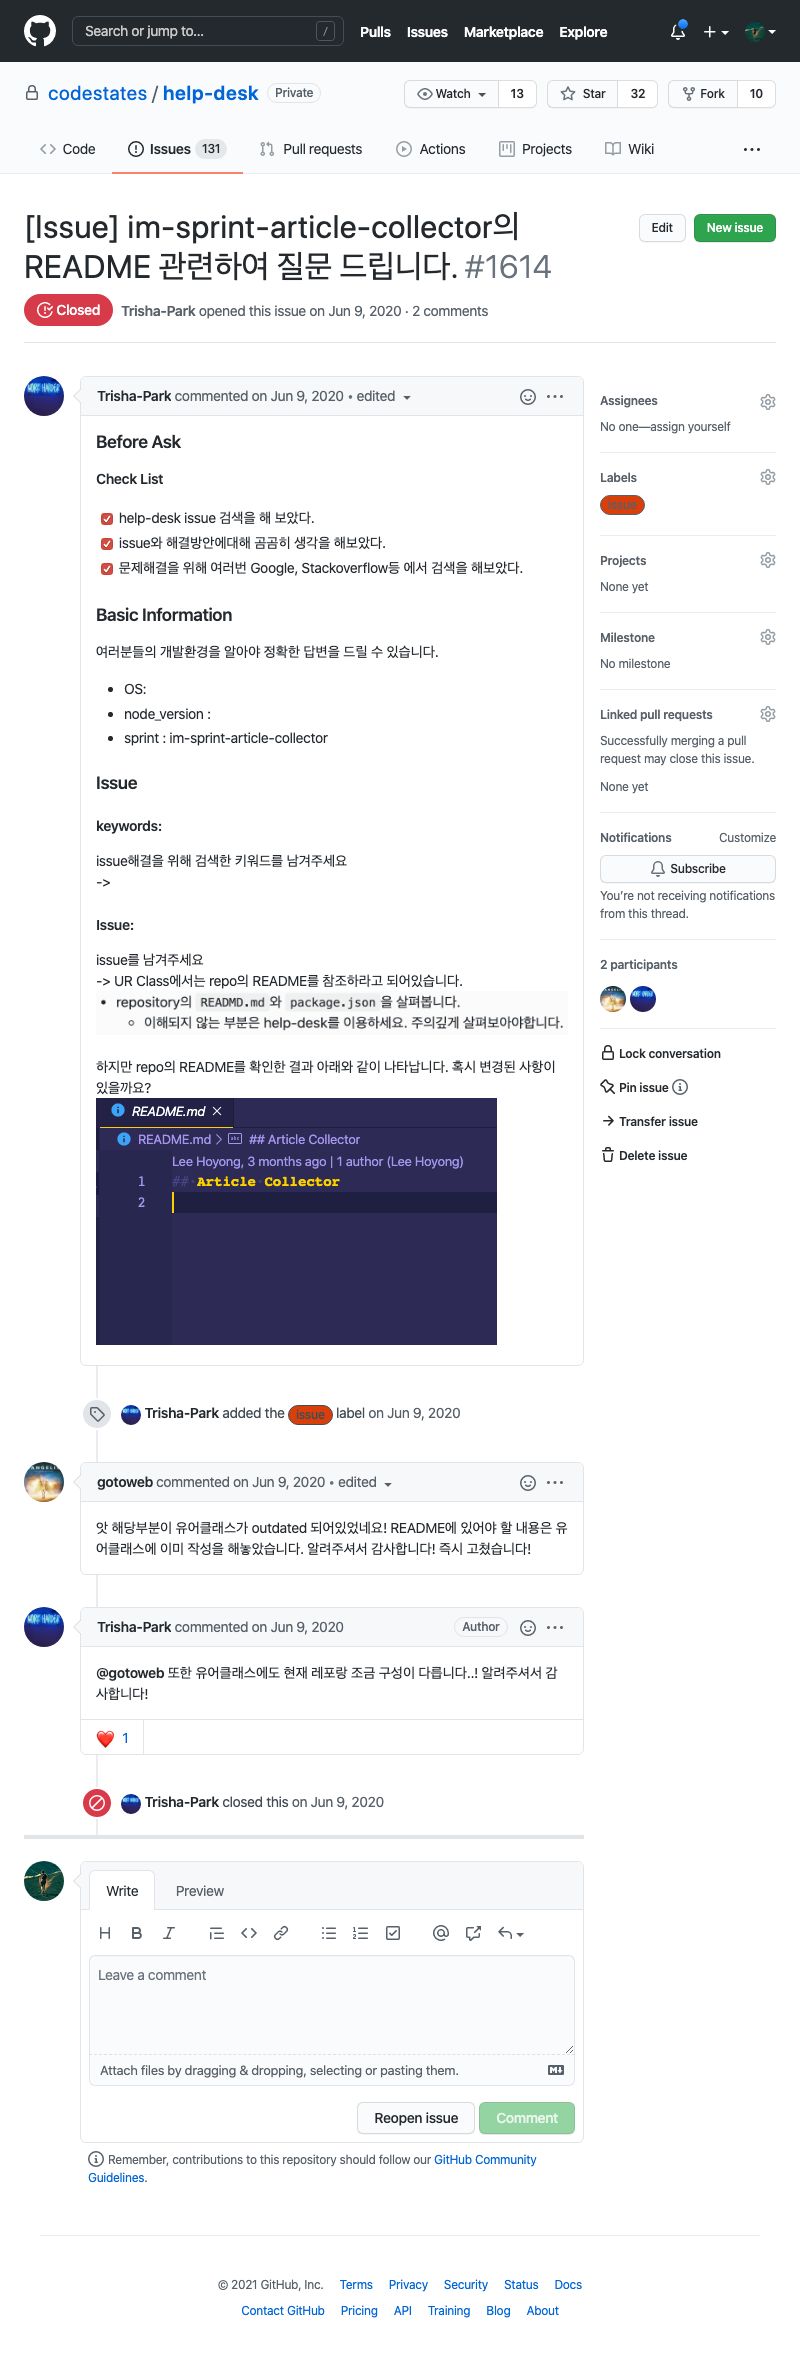 Search or jump to... /
Pulls Issues Marketplace Explore
codestates / help-desk Private
Watch 13 Star 32 Fork 10
Code Issues 131 Pull requests Actions Projects Wiki
[Issue] im-sprint-article-collector의
README 관련하여 질문 드립니다. #1614
Edit New issue
Closed Trisha-Park opened this issue on Jun 9, 2020 · 2 comments
Trisha-Park commented on Jun 9, 2020 • edited
Before Ask
Check List
help-desk issue 검색을 해 보았다.
issue와 해결방안에대해 곰곰히 생각을 해보았다.
문제해결을 위해 여러번 Google, Stackoverflow등 에서 검색을 해보았다.
Basic Information
여러분들의 개발환경을 알아야 정확한 답변을 드릴 수 있습니다.
• OS:
• node_version :
• sprint : im-sprint-article-collector
Issue
keywords:
issue해결을 위해 검색한 키워드를 남겨주세요
->
Issue:
issue를 남겨주세요
-> UR Class에서는 repo의 README를 참조하라고 되어있습니다.
• repository의 READMD.md 와 package.json 을 살펴봅니다.
◦ 이해되지 않는 부분은 help-desk를 이용하세요. 주의깊게 살펴보아야합니다.
하지만 repo의 README를 확인한 결과 아래와 같이 나타납니다. 혹시 변경된 사항이
있을까요?
README.md ×
README.md > ## Article Collector
Lee Hoyong, 3 months ago | 1 author (Lee Hoyong)
1 ## Article Collector
2
Trisha-Park added the issue label on Jun 9, 2020
gotoweb commented on Jun 9, 2020 • edited
앗 해당부분이 유어클래스가 outdated 되어있었네요! README에 있어야 할 내용은 유
어클래스에 이미 작성을 해놓았습니다. 알려주셔서 감사합니다! 즉시 고쳤습니다!
Trisha-Park commented on Jun 9, 2020 Author
@gotoweb 또한 유어클래스에도 현재 레포랑 조금 구성이 다릅니다..! 알려주셔서 감
사합니다!
❤️ 1
Trisha-Park closed this on Jun 9, 2020
Write Preview
Leave a comment
Attach files by dragging & dropping, selecting or pasting them.
Reopen issue Comment
Remember, contributions to this repository should follow our GitHub Community
Guidelines.
Assignees
No one—assign yourself
Labels
issue
Projects
None yet
Milestone
No milestone
Linked pull requests
Successfully merging a pull
request may close this issue.
None yet
Notifications Customize
Subscribe
You're not receiving notifications
from this thread.
2 participants
Lock conversation
Pin issue
Transfer issue
Delete issue
© 2021 GitHub, Inc. Terms Privacy Security Status Docs
Contact GitHub Pricing API Training Blog About